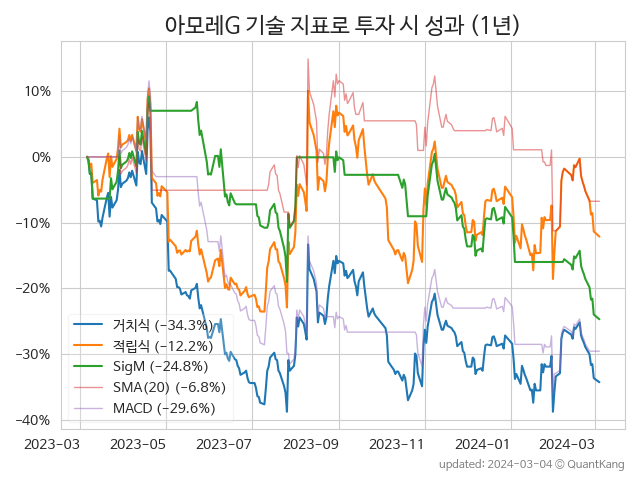 아모레G 기술 지표로 투자 시 성과 (1년)
10%
0%
−10%
−20%
−30%
−40%
거치식 (−34.3%)
적립식 (−12.2%)
SigM (−24.8%)
SMA(20) (−6.8%)
MACD (−29.6%)
2023-03
2023-05
2023-07
2023-09
2023-11
2024-01
2024-03
updated: 2024-03-04 © QuantKang